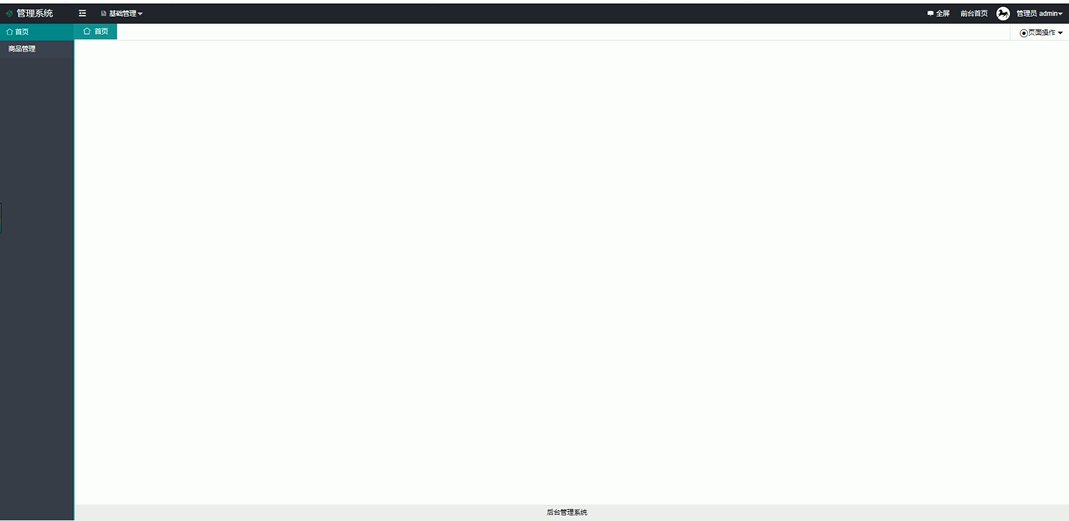 管理系统
基础管理
全屏
前台首页
管理员 admin
首页
首页
页面操作
商品管理
后台管理系统